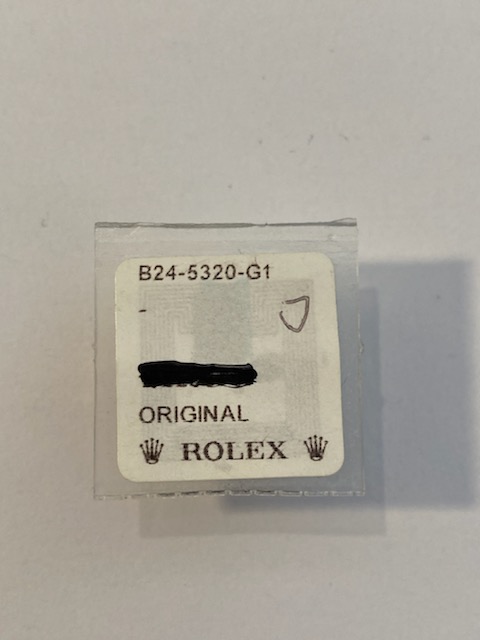 B24-5320-G1
-
ORIGINAL
ROLEX